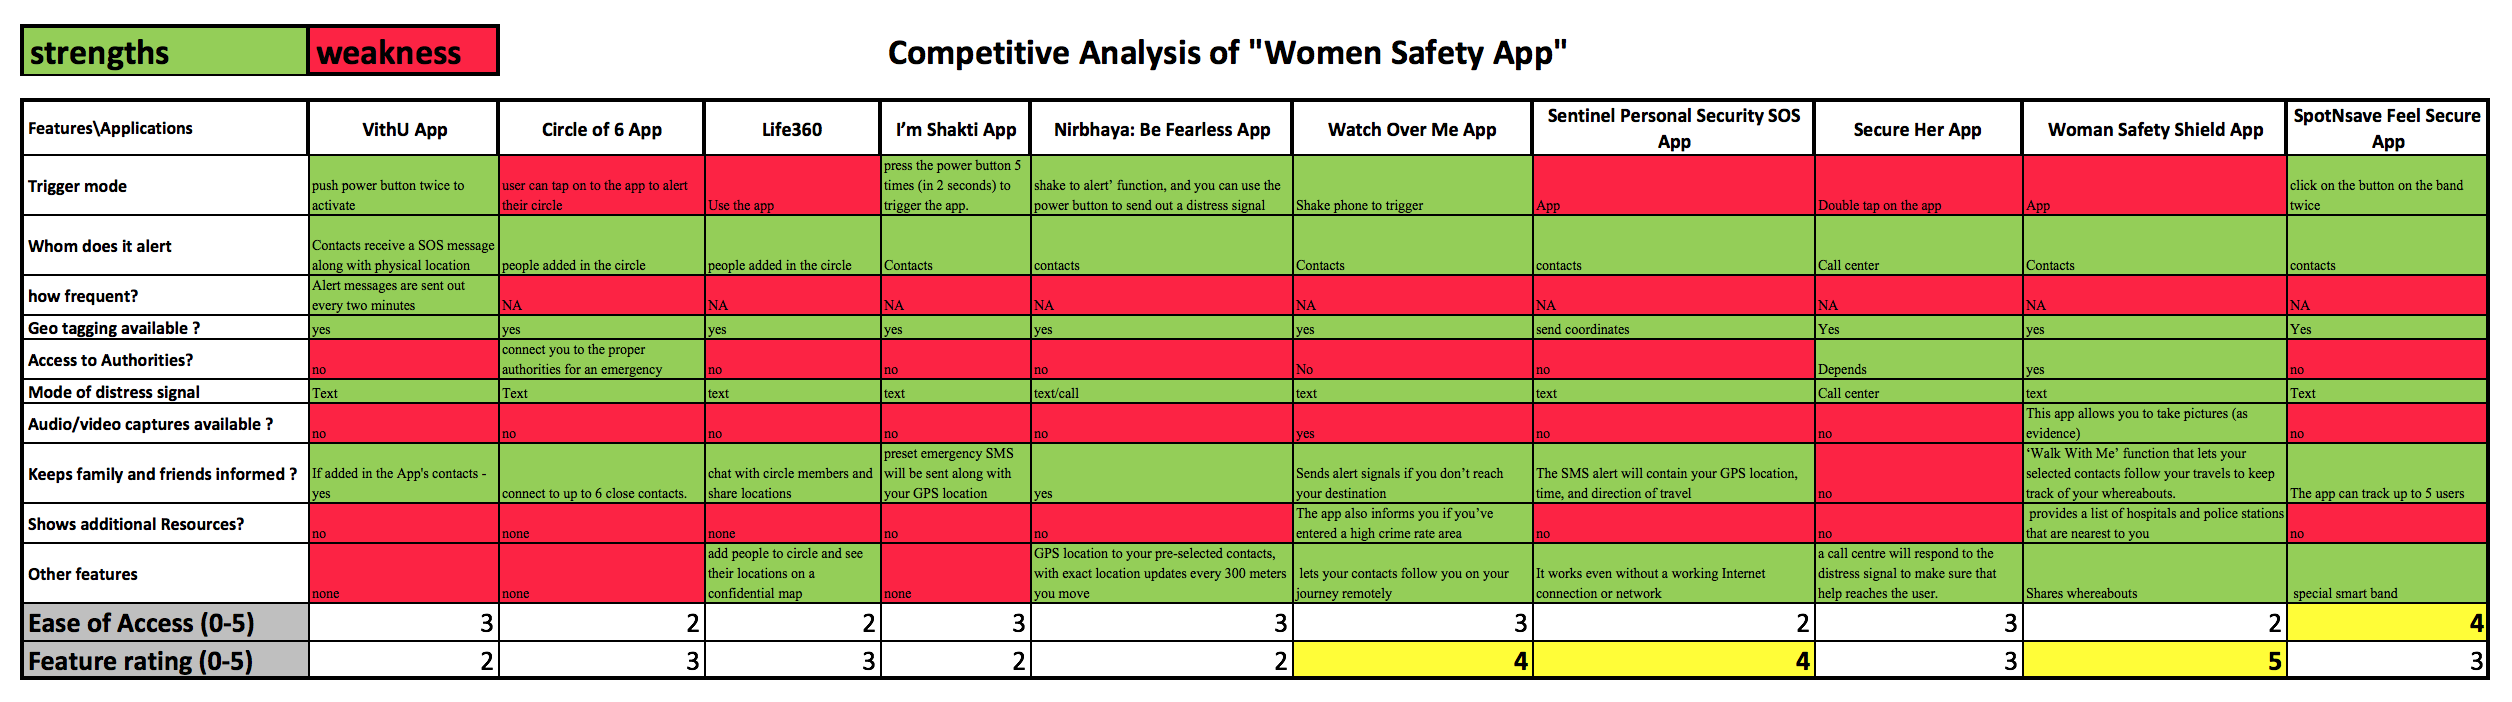 strengths weakness
Competitive Analysis of "Women Safety App"
Features\Applications
VithU App
Circle of 6 App
Life360
I'm Shakti App
Nirbhaya: Be Fearless App
Watch Over Me App
Sentinel Personal Security SOS
App
Secure Her App
Woman Safety Shield App
SpotNsave Feel Secure
App
Trigger mode
push power button twice to
activate
user can tap on to the app to alert
their circle
Use the app
press the power button 5
times (in 2 seconds) to
trigger the app.
shake to alert’ function, and you can use the
power button to send out a distress signal
Shake phone to trigger
App
Double tap on the app
App
click on the button on the band
twice
Whom does it alert
Contacts receive a SOS message
along with physical location
people added in the circle
people added in the circle
Contacts
contacts
Contacts
contacts
Call center
Contacts
contacts
how frequent?
Alert messages are sent out
every two minutes
NA
NA
NA
NA
NA
NA
NA
NA
NA
Geo tagging available ?
yes
yes
yes
yes
yes
yes
send coordinates
Yes
yes
Yes
Access to Authorities?
no
connect you to the proper
authorities for an emergency
no
no
no
No
no
Depends
yes
no
Mode of distress signal
Text
Text
text
text
text/call
text
text
Call center
text
Text
Audio/video captures available ?
no
no
no
no
no
yes
no
no
This app allows you to take pictures (as
evidence)
no
Keeps family and friends informed ?
If added in the App's contacts -
yes
connect to up to 6 close contacts.
chat with circle members and
share locations
preset emergency SMS
will be sent along with
your GPS location
yes
Sends alert signals if you don’t reach
your destination
The SMS alert will contain your GPS location,
time, and direction of travel
no
‘Walk With Me’ function that lets your
selected contacts follow your travels to keep
track of your whereabouts.
The app can track up to 5 users
Shows additional Resources?
no
none
none
no
no
The app also informs you if you’ve
entered a high crime rate area
no
no
provides a list of hospitals and police stations
that are nearest to you
no
Other features
none
none
add people to circle and see
their locations on a
confidential map
none
GPS location to your pre-selected contacts,
with exact location updates every 300 meters
you move
lets your contacts follow you on your
journey remotely
It works even without a working Internet
connection or network
a call centre will respond to the
distress signal to make sure that
help reaches the user.
Shares whereabouts
special smart band
Ease of Access (0-5) 3 2 2 3 3 3 2 3 2 4
Feature rating (0-5) 2 3 3 2 2 4 4 3 5 3